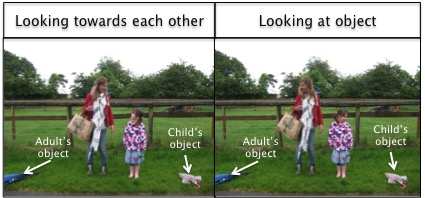 Looking towards each other
Looking at object
Adult's
object
Child's
object
Adult's
object
Child's
object